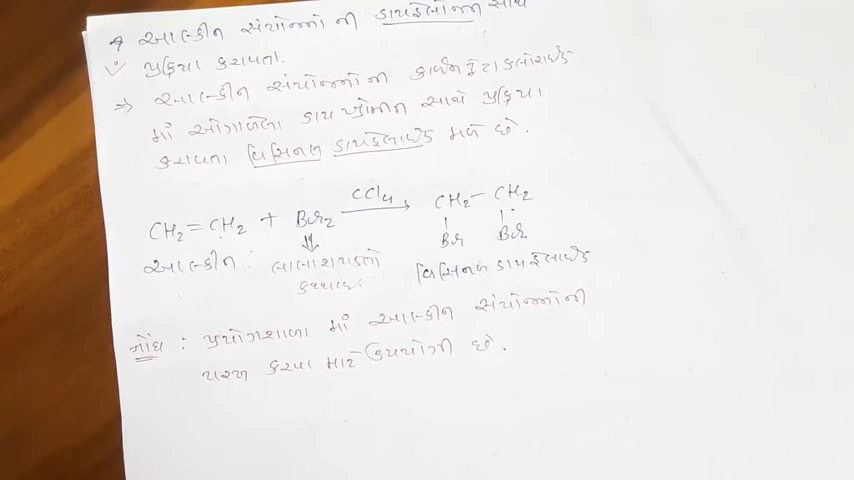 * આલ્કીન સંયોજનો ની ડાયહેલોજન સાથે
પ્રક્રિયા કરાવતા.
⇒ આલ્કીન સંયોજનોની કાર્બન ટેટ્રા ક્લોરાઇડ
માં ઓગાળેલા ડાય બ્રોમીન સાથે પ્રક્રિયા
કરાવતા વિસિનલ ડાયહેલાઇડ મળે છે.
CH₂=CH₂ + Br₂ —CCl₄→ CH₂–CH₂
Br Br
આલ્કીન લાલાશ પડતો વિસિનલ ડાયહેલાઇડ
કથ્થાઇ
નોંધ : પ્રયોગશાળા માં આલ્કીન સંયોજનોની
પરખ કરવા માટે ઉપયોગી છે.